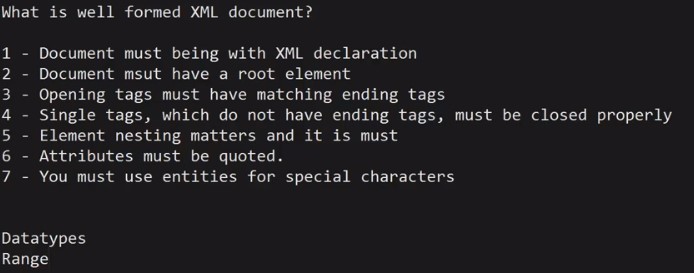 What is well formed XML document?
1 - Document must being with XML declaration
2 - Document msut have a root element
3 - Opening tags must have matching ending tags
4 - Single tags, which do not have ending tags, must be closed properly
5 - Element nesting matters and it is must
6 - Attributes must be quoted.
7 - You must use entities for special characters
Datatypes
Range